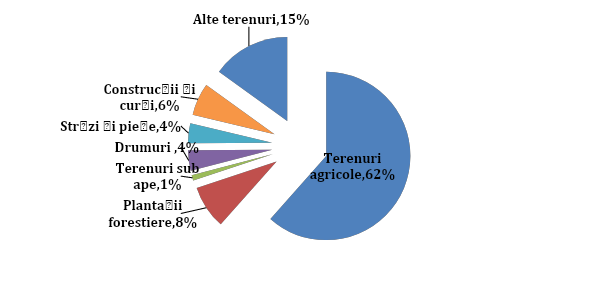 Alte terenuri,15%
Construc▯ii ▯i
cur▯i,6%
Str▯zi ▯i pie▯e,4%
Drumuri ,4%
Terenuri sub
ape,1%
Planta▯ii
forestiere,8%
Terenuri
agricole,62%